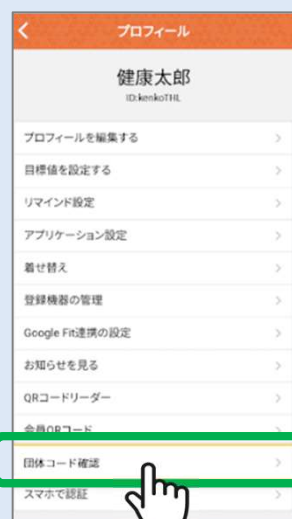 プロフィール
健康太郎
ID:kenkoTHL
プロフィールを編集する
目標値を設定する
リマインド設定
アプリケーション設定
着せ替え
登録機器の管理
Google Fit連携の設定
お知らせを見る
QRコードリーダー
会員QRコード
団体コード確認
スマホで認証